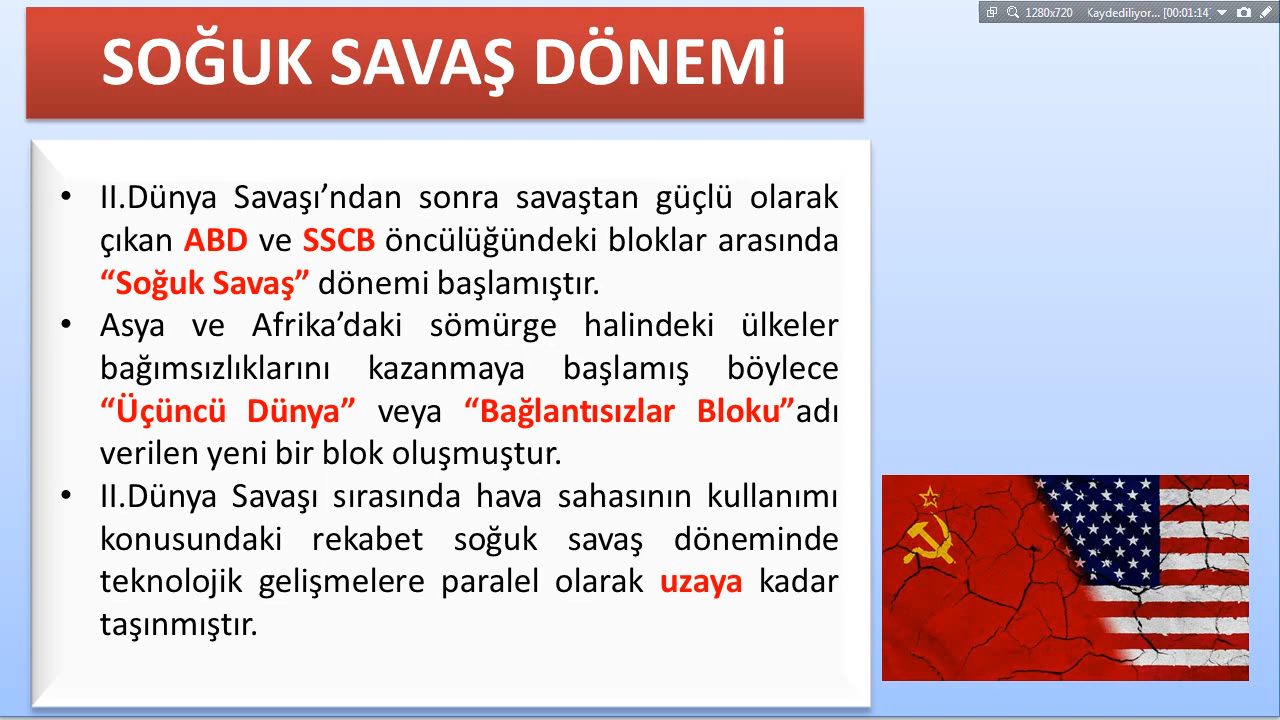 1280x720 Kaydediliyor... [00:01:14]
SOĞUK SAVAŞ DÖNEMİ
• II.Dünya Savaşı’ndan sonra savaştan güçlü olarak
çıkan ABD ve SSCB öncülüğündeki bloklar arasında
“Soğuk Savaş” dönemi başlamıştır.
• Asya ve Afrika’daki sömürge halindeki ülkeler
bağımsızlıklarını kazanmaya başlamış böylece
“Üçüncü Dünya” veya “Bağlantısızlar Bloku”adı
verilen yeni bir blok oluşmuştur.
• II.Dünya Savaşı sırasında hava sahasının kullanımı
konusundaki rekabet soğuk savaş döneminde
teknolojik gelişmelere paralel olarak uzaya kadar
taşınmıştır.